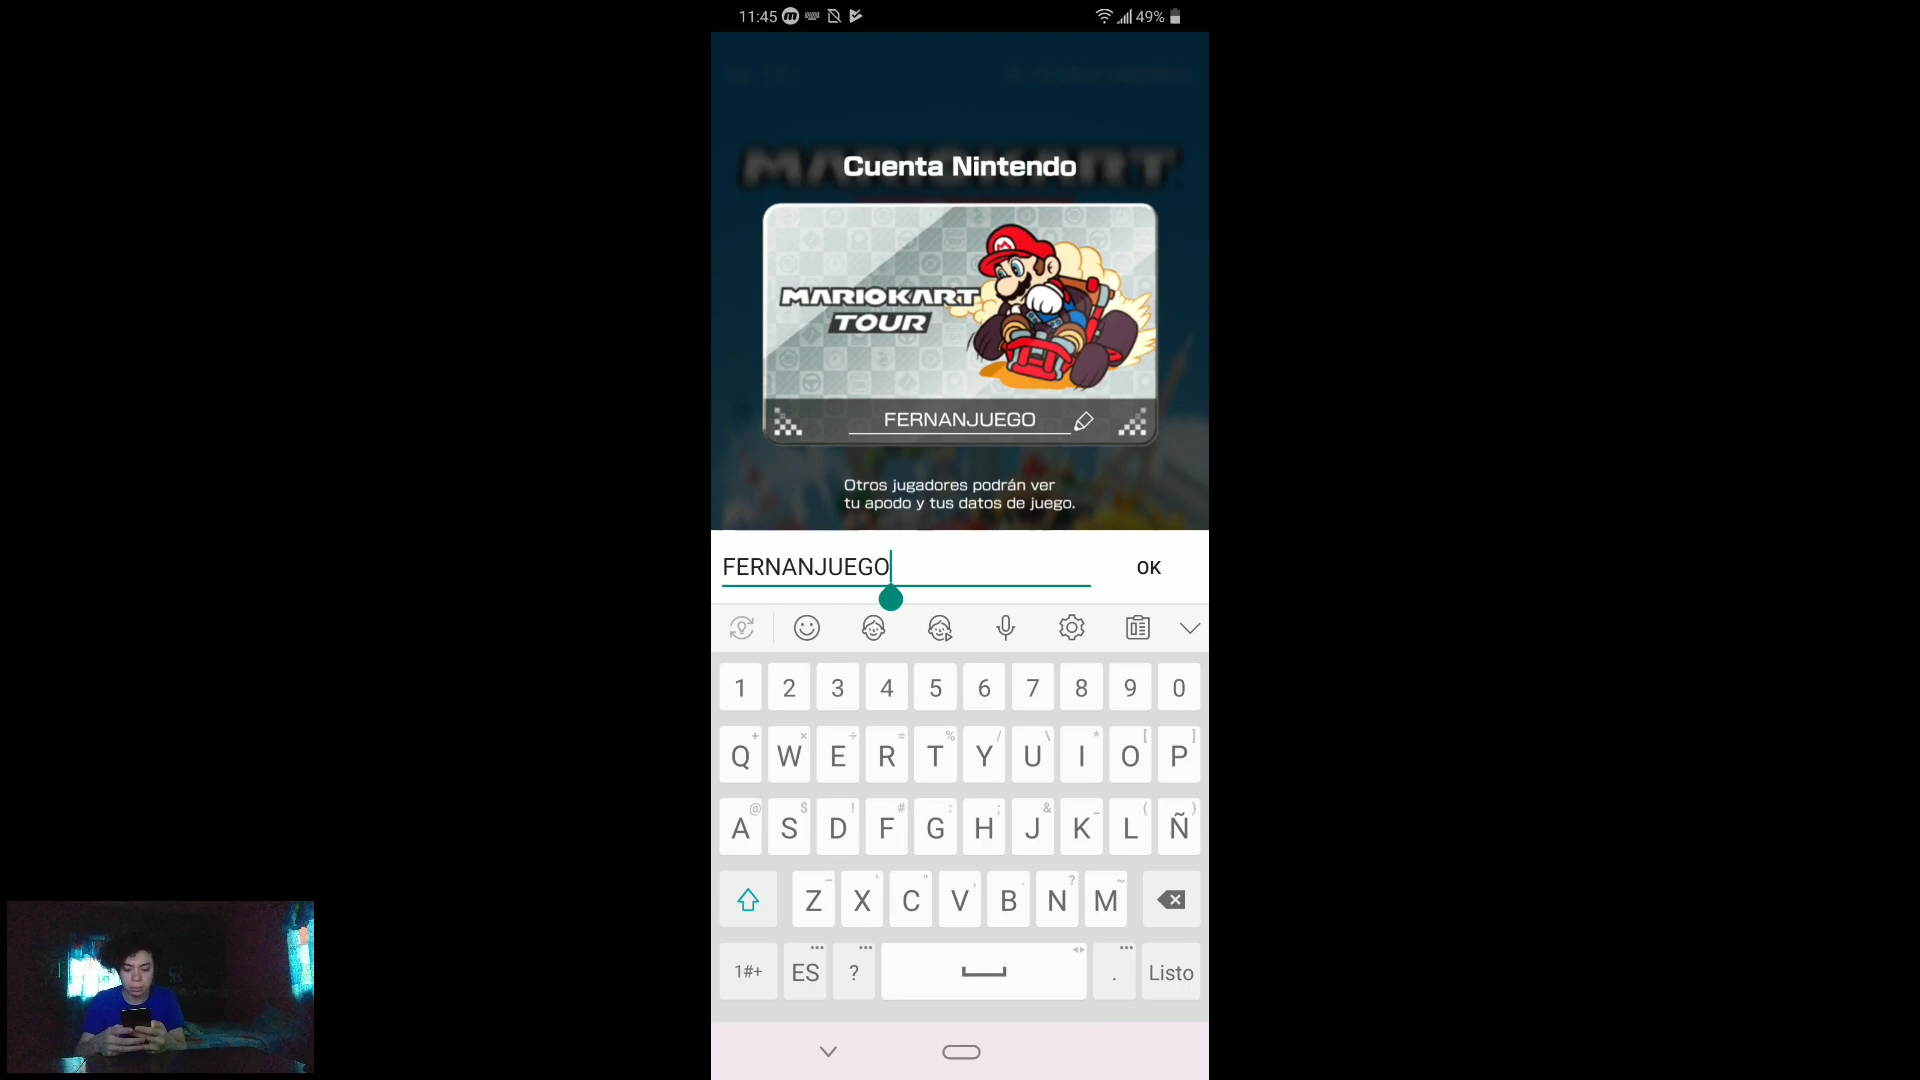 11:45 49%
Cuenta Nintendo
MARIOKART
TOUR
FERNANJUEGO
Otros jugadores podrán ver
tu apodo y tus datos de juego.
FERNANJUEGO OK
1 2 3 4 5 6 7 8 9 0
+ × ÷ = % / \ * [ ]
Q W E R T Y U I O P
@ $ ! # : ; & _ ( )
A S D F G H J K L Ñ
- ' " , . ? ~
Z X C V B N M
1#+ ES ? . Listo